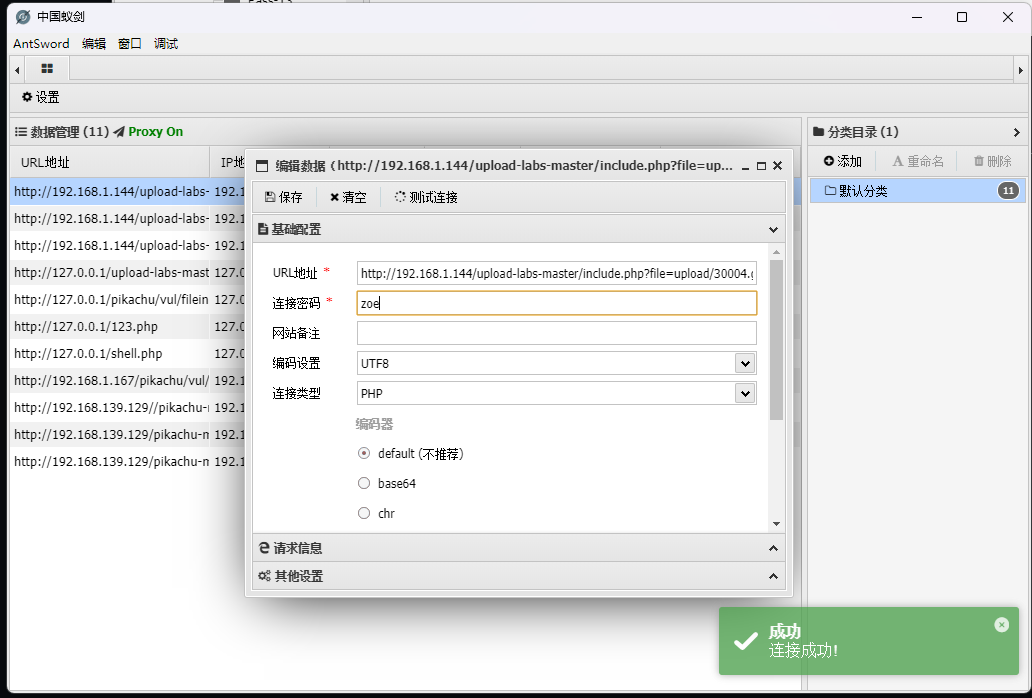 中国蚁剑
AntSword 编辑 窗口 调试
设置
数据管理 (11) Proxy On
URL地址 IP地
http://192.168.1.144/upload-labs- 192.1
http://192.168.1.144/upload-labs- 192.1
http://192.168.1.144/upload-labs- 192.1
http://127.0.0.1/upload-labs-mast 127.0
http://127.0.0.1/pikachu/vul/filein 127.0
http://127.0.0.1/123.php 127.0
http://127.0.0.1/shell.php 127.0
http://192.168.1.167/pikachu/vul/ 192.1
http://192.168.139.129//pikachu- 192.1
http://192.168.139.129/pikachu-m 192.1
http://192.168.139.129/pikachu-m 192.1
编辑数据 (http://192.168.1.144/upload-labs-master/include.php?file=up...
保存 清空 测试连接
基础配置
URL地址 * http://192.168.1.144/upload-labs-master/include.php?file=upload/30004.g
连接密码 * zoe
网站备注
编码设置 UTF8
连接类型 PHP
编码器
default (不推荐)
base64
chr
请求信息
其他设置
分类目录 (1)
添加 重命名 删除
默认分类 11
成功
连接成功!